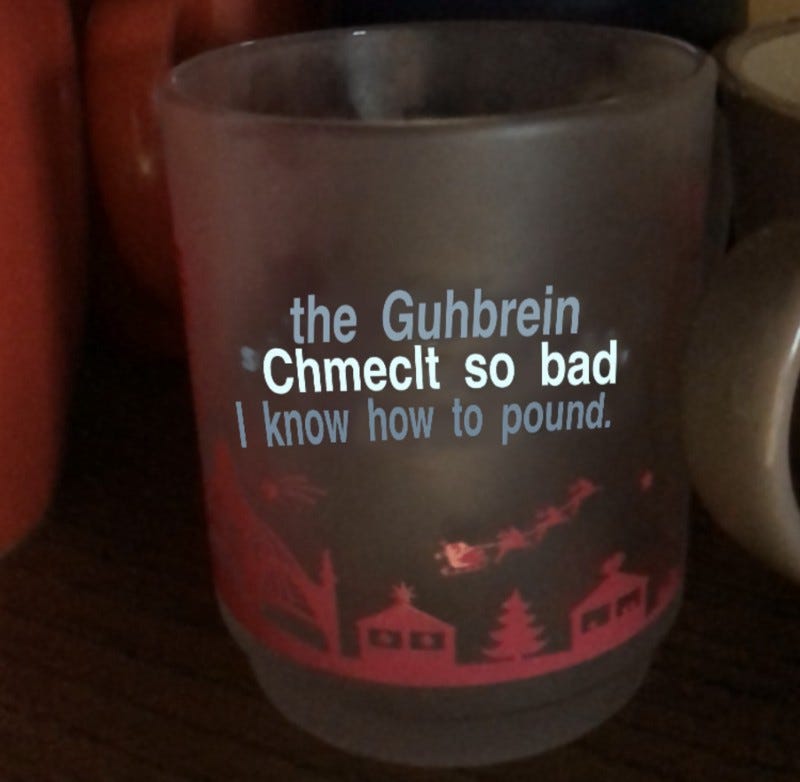 the Guhbrein
Chmeclt so bad
I know how to pound.